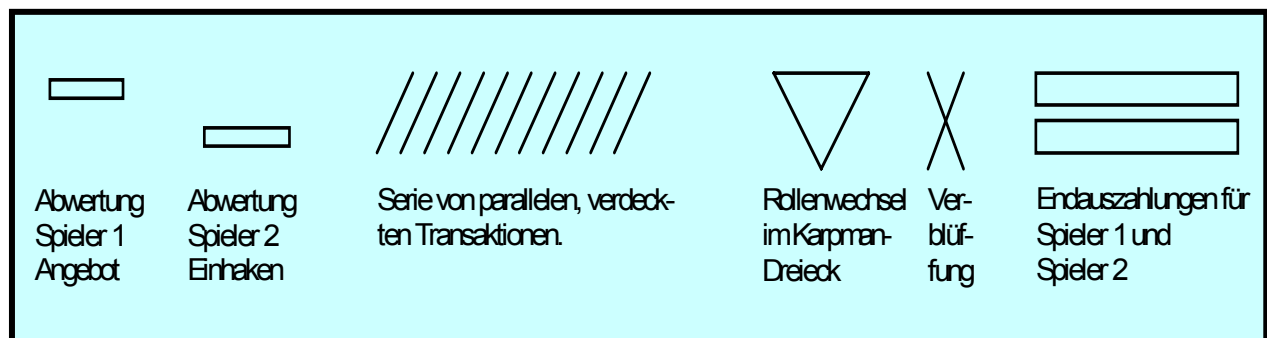 Abwertung
Spieler 1
Angebot
Abwertung
Spieler 2
Einhaken
Serie von parallelen, verdeck-
ten Transaktionen.
Rollenwechsel
im Karpman-
Dreieck
Ver-
blüf-
fung
Endauszahlungen für
Spieler 1 und
Spieler 2